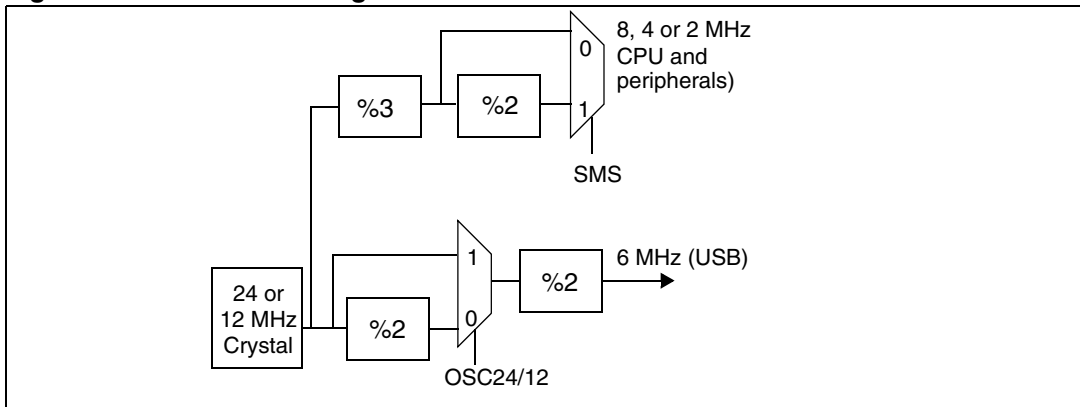 8, 4 or 2 MHz
CPU and
peripherals)
0
%3
%2
1
SMS
1
6 MHz (USB)
%2
24 or
12 MHz
Crystal
%2
0
OSC24/12